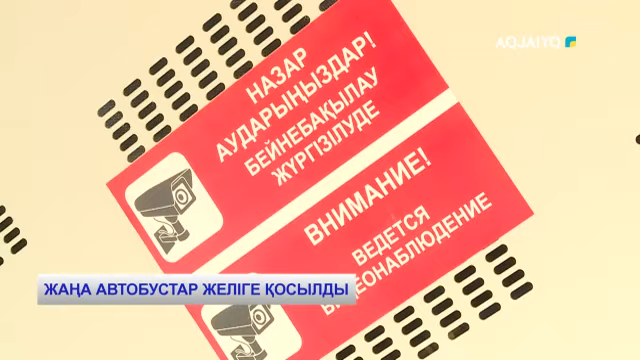 AQJAIYQ
НАЗАР
АУДАРЫҢЫЗДАР!
БЕЙНЕБАҚЫЛАУ
ЖҮРГІЗІЛУДЕ
ВНИМАНИЕ!
ВЕДЕТСЯ
ВИДЕОНАБЛЮДЕНИЕ
ЖАҢА АВТОБУСТАР ЖЕЛІГЕ ҚОСЫЛДЫ